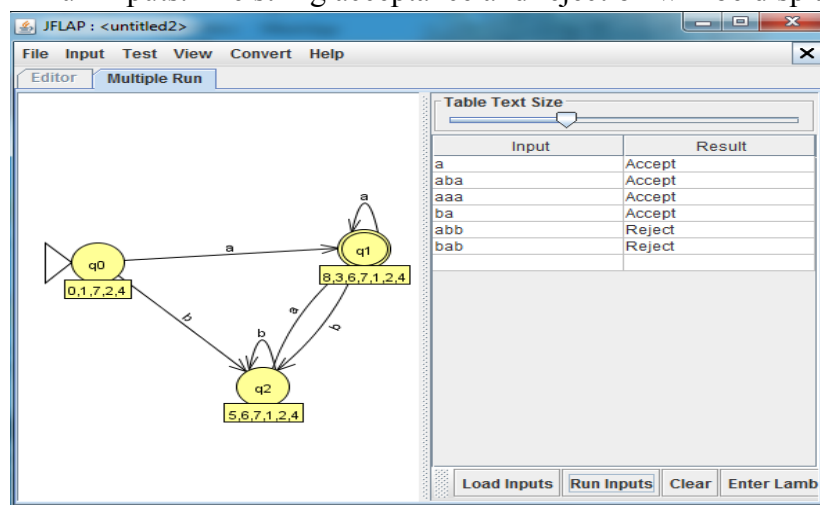 JFLAP : <untitled2>
File Input Test View Convert Help
Editor Multiple Run
Table Text Size
Input Result
a Accept
aba Accept
aaa Accept
ba Accept
abb Reject
bab Reject
a
a
q0
q1
0,1,7,2,4
8,3,6,7,1,2,4
b
a
b
b
q2
5,6,7,1,2,4
Load Inputs Run Inputs Clear Enter Lamb